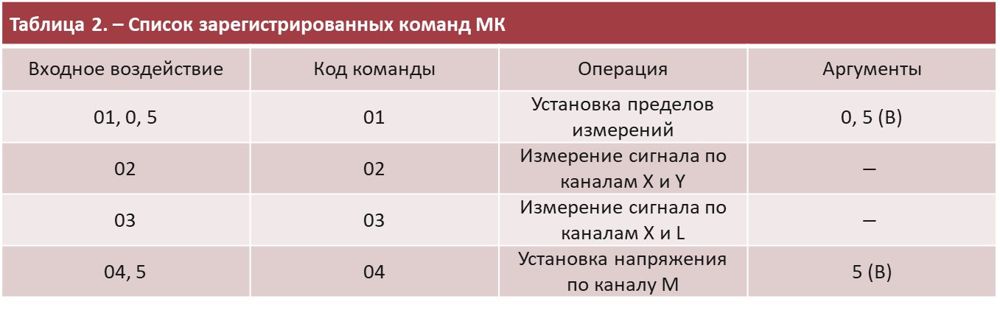 Таблица 2. – Список зарегистрированных команд МК
Входное воздействие Код команды Операция Аргументы
01, 0, 5 01 Установка пределов измерений 0, 5 (В)
02 02 Измерение сигнала по каналам X и Y —
03 03 Измерение сигнала по каналам X и L —
04, 5 04 Установка напряжения по каналу M 5 (В)